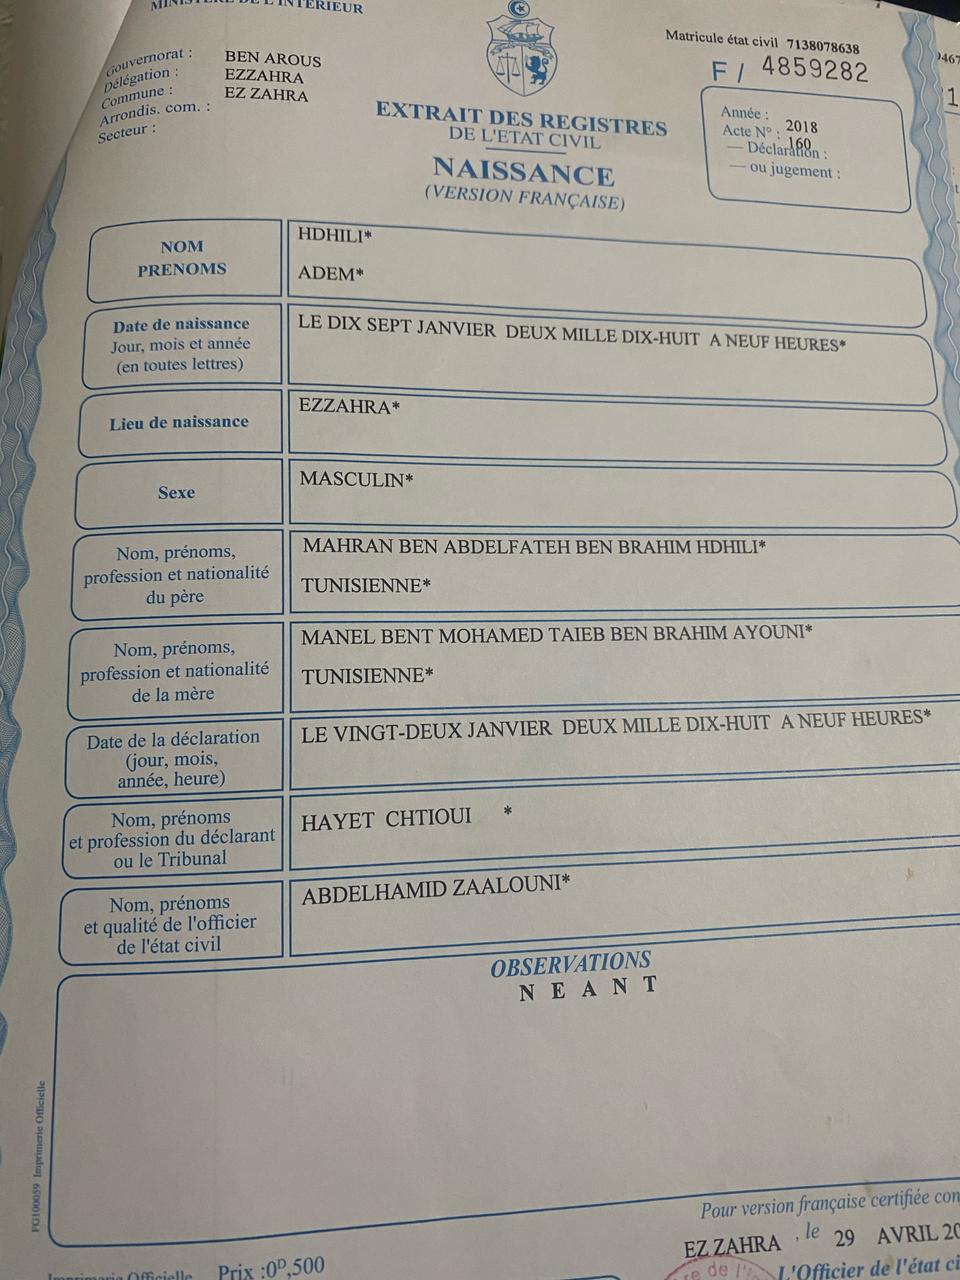 MINISTERE DE L'INTERIEUR
Matricule état civil 7138078638
F / 4859282
Gouvernorat : BEN AROUS
Délégation : EZZAHRA
Commune : EZ ZAHRA
Arrondis. com. :
Secteur :
EXTRAIT DES REGISTRES
DE L'ETAT CIVIL
NAISSANCE
(VERSION FRANÇAISE)
Année : 2018
Acte N° : 160
— Déclaration :
— ou jugement :
NOM
PRENOMS
HDHILI*
ADEM*
Date de naissance
Jour, mois et année
(en toutes lettres)
LE DIX SEPT JANVIER DEUX MILLE DIX-HUIT A NEUF HEURES*
Lieu de naissance
EZZAHRA*
Sexe
MASCULIN*
Nom, prénoms,
profession et nationalité
du père
MAHRAN BEN ABDELFATEH BEN BRAHIM HDHILI*
TUNISIENNE*
Nom, prénoms,
profession et nationalité
de la mère
MANEL BENT MOHAMED TAIEB BEN BRAHIM AYOUNI*
TUNISIENNE*
Date de la déclaration
(jour, mois,
année, heure)
LE VINGT-DEUX JANVIER DEUX MILLE DIX-HUIT A NEUF HEURES*
Nom, prénoms
et profession du déclarant
ou le Tribunal
HAYET CHTIOUI *
Nom, prénoms
et qualité de l'officier
de l'état civil
ABDELHAMID ZAALOUNI*
OBSERVATIONS
N E A N T
FG100059 Imprimerie Officielle
Pour version française certifiée
EZ ZAHRA , le 29 AVRIL 20
L'Officier de l'état ci
Imprimerie Officielle Prix :0ᴰ,500